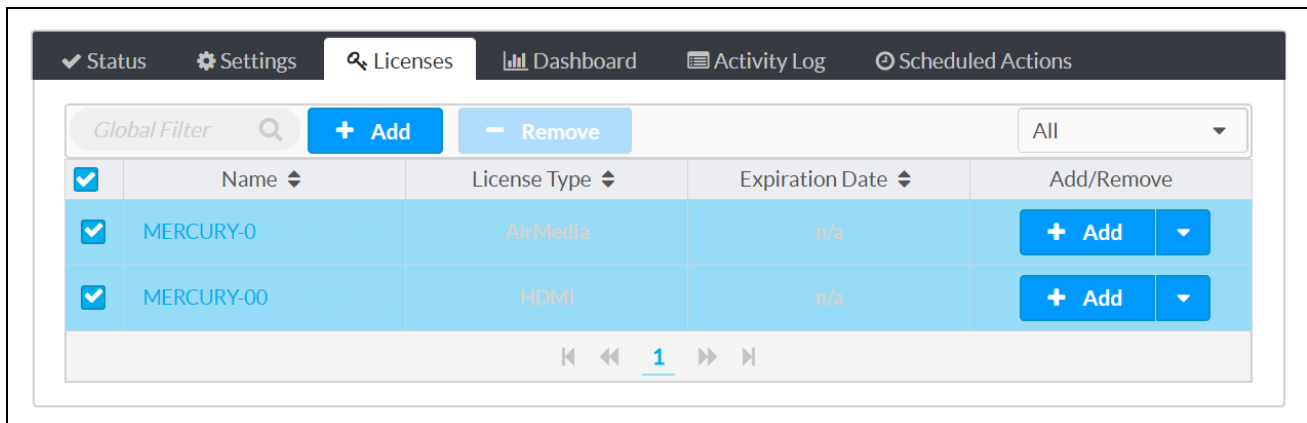 Status Settings Licenses Dashboard Activity Log Scheduled Actions
Global Filter + Add − Remove All
Name License Type Expiration Date Add/Remove
MERCURY-0 AirMedia n/a + Add
MERCURY-00 HDMI n/a + Add
1